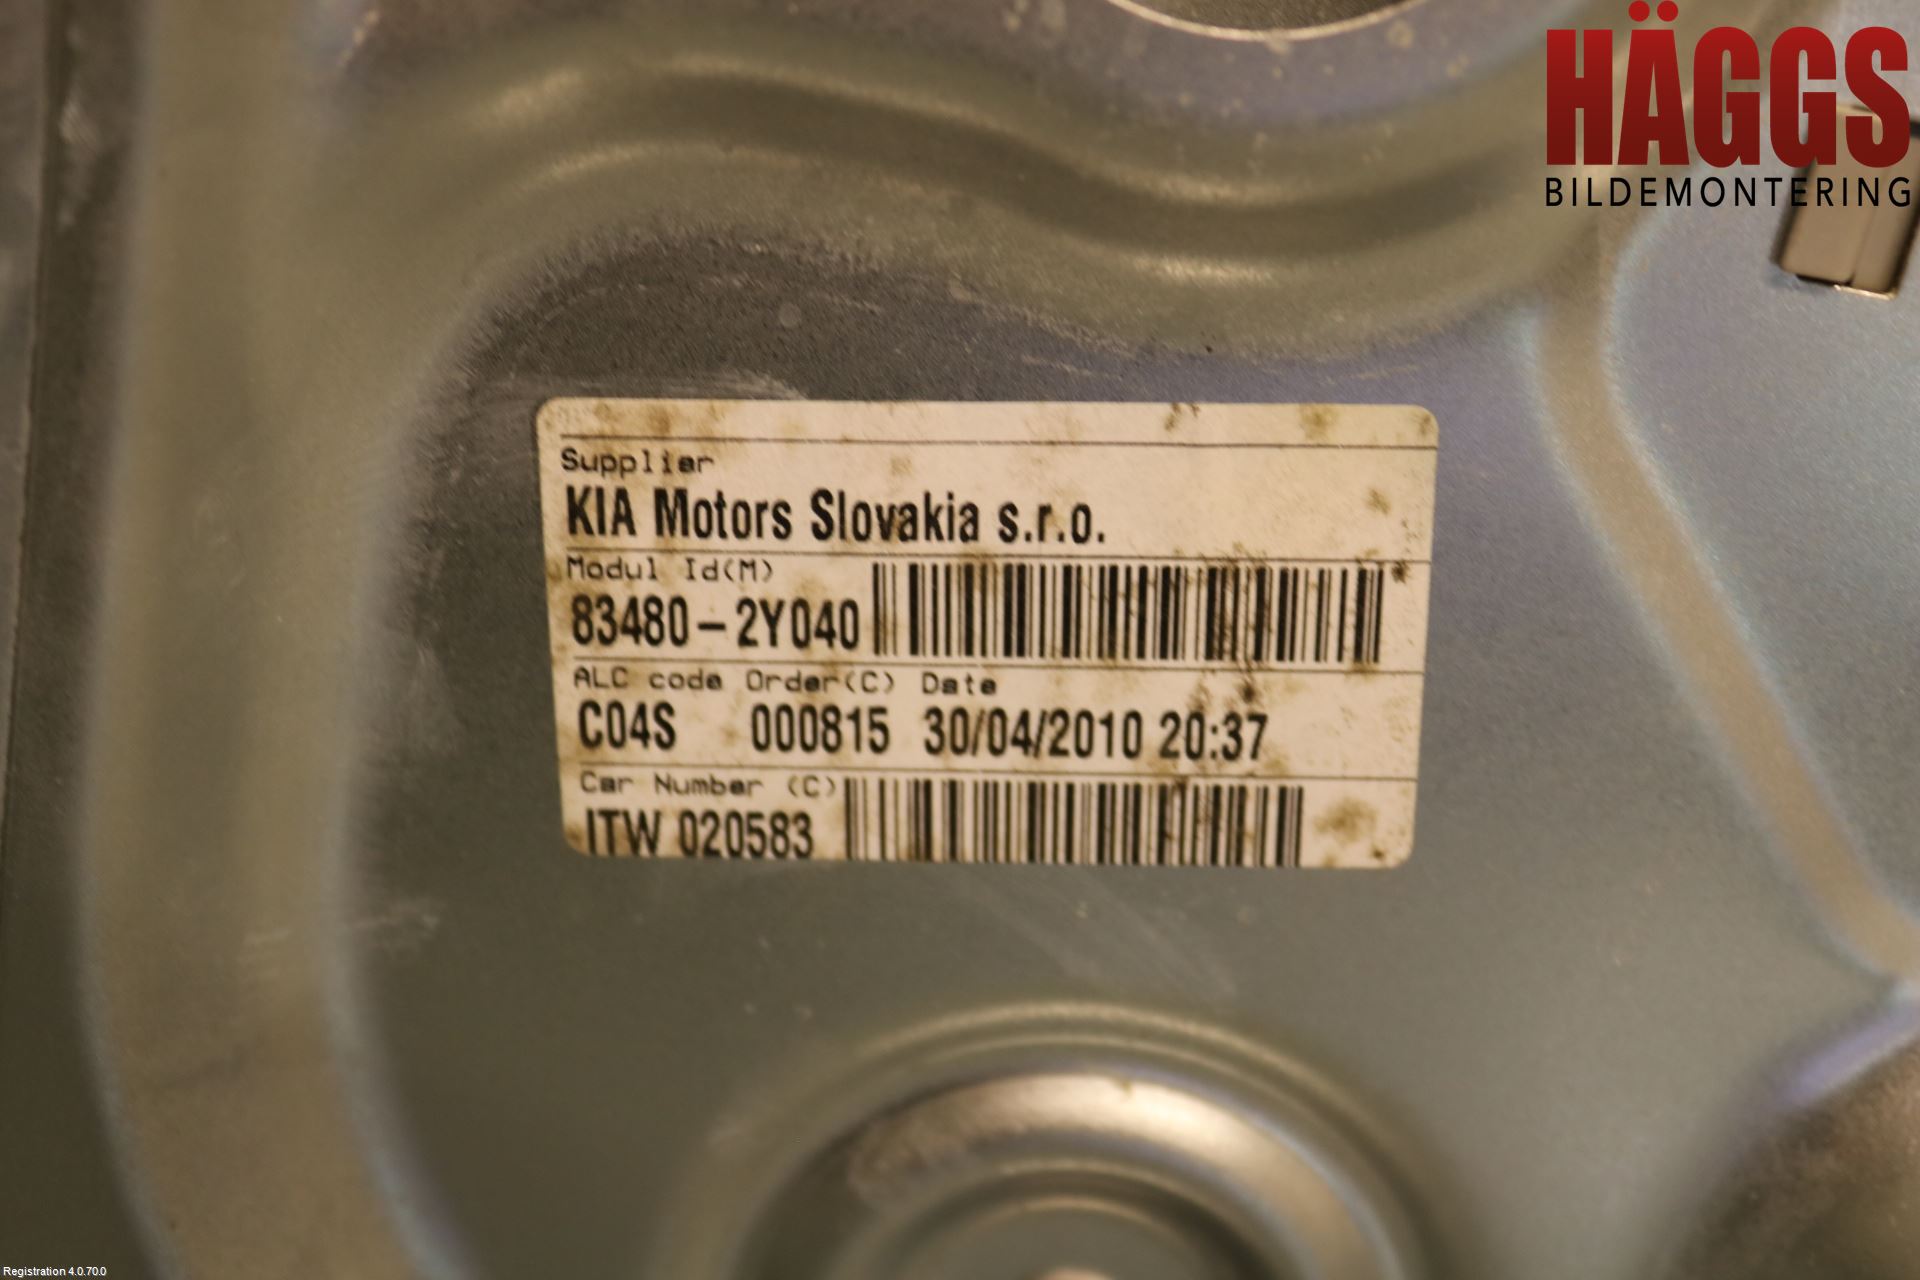 HÄGGS
BILDEMONTERING
Supplier
KIA Motors Slovakia s.r.o.
Modul Id(M)
83480-2Y040
ALC code Order(C) Date
C04S 000815 30/04/2010 20:37
Car Number (C)
ITW 020583
Registration 4.0.70.0